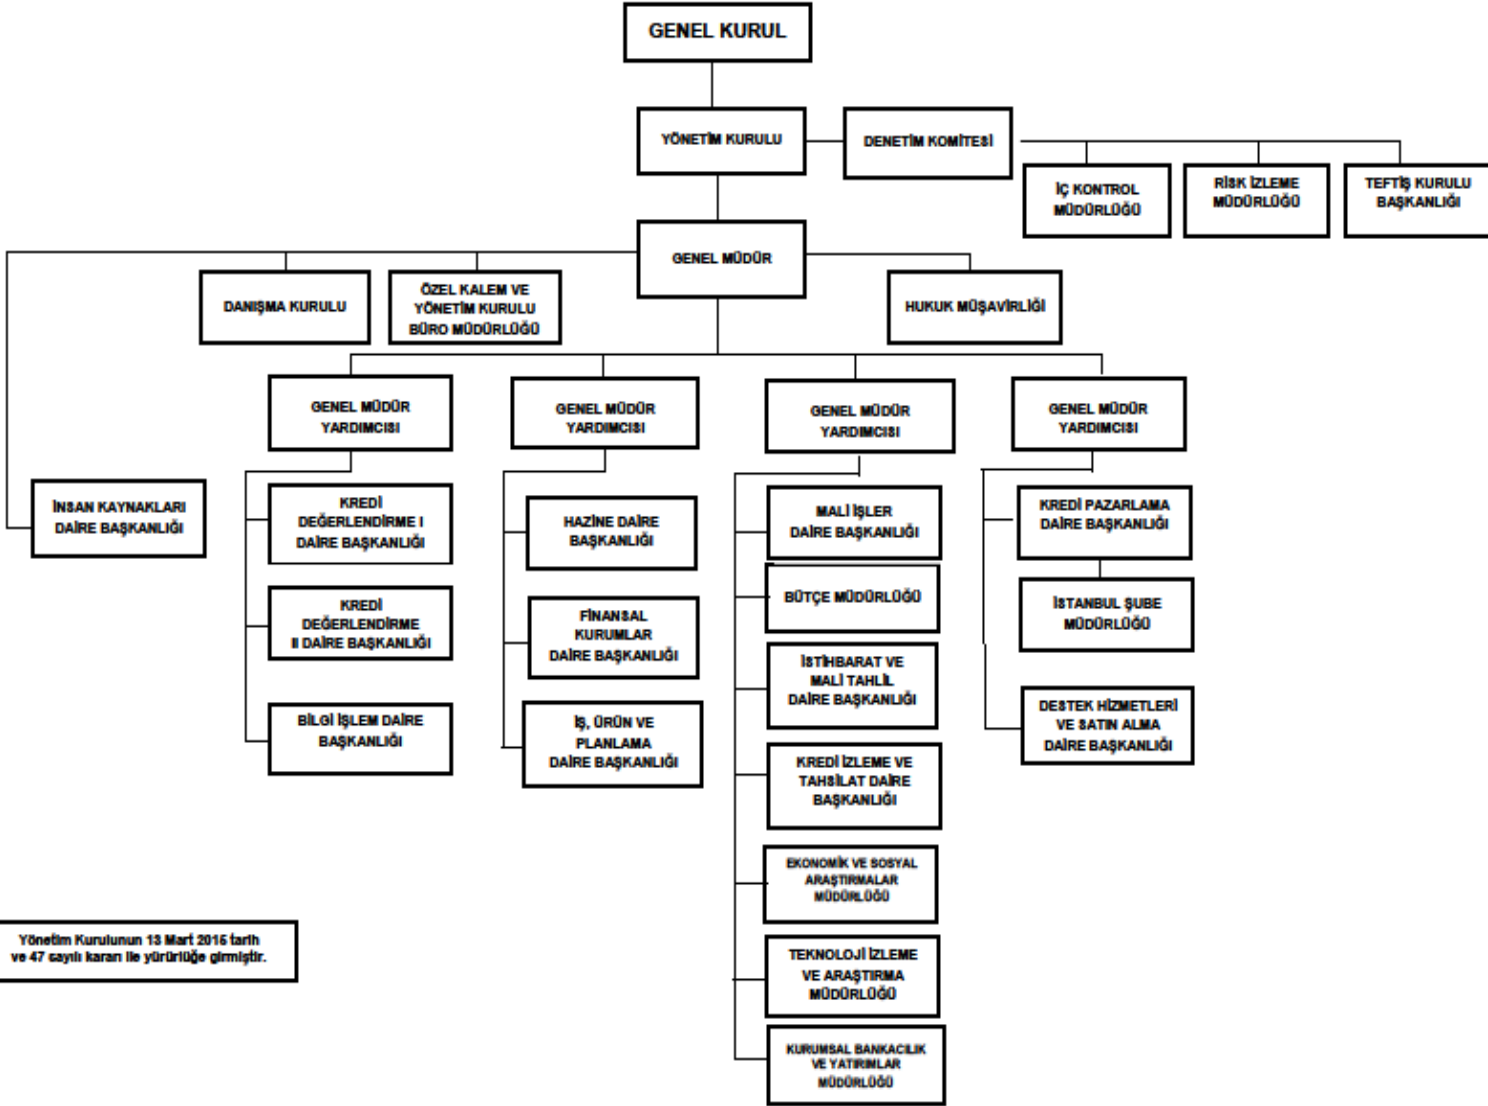 GENEL KURUL
YÖNETİM KURULU
DENETİM KOMİTESİ
İÇ KONTROL
MÜDÜRLÜĞÜ
RİSK İZLEME
MÜDÜRLÜĞÜ
TEFTİŞ KURULU
BAŞKANLIĞI
GENEL MÜDÜR
DANIŞMA KURULU
ÖZEL KALEM VE
YÖNETİM KURULU
BÜRO MÜDÜRLÜĞÜ
HUKUK MÜŞAVİRLİĞİ
GENEL MÜDÜR
YARDIMCISI
GENEL MÜDÜR
YARDIMCISI
GENEL MÜDÜR
YARDIMCISI
GENEL MÜDÜR
YARDIMCISI
İNSAN KAYNAKLARI
DAİRE BAŞKANLIĞI
KREDİ
DEĞERLENDİRME I
DAİRE BAŞKANLIĞI
KREDİ
DEĞERLENDİRME
II DAİRE BAŞKANLIĞI
BİLGİ İŞLEM DAİRE
BAŞKANLIĞI
HAZİNE DAİRE
BAŞKANLIĞI
FİNANSAL
KURUMLAR
DAİRE BAŞKANLIĞI
İŞ, ÜRÜN VE
PLANLAMA
DAİRE BAŞKANLIĞI
MALİ İŞLER
DAİRE BAŞKANLIĞI
BÜTÇE MÜDÜRLÜĞÜ
İSTİHBARAT VE
MALİ TAHLİL
DAİRE BAŞKANLIĞI
KREDİ İZLEME VE
TAHSİLAT DAİRE
BAŞKANLIĞI
EKONOMİK VE SOSYAL
ARAŞTIRMALAR
MÜDÜRLÜĞÜ
TEKNOLOJİ İZLEME
VE ARAŞTIRMA
MÜDÜRLÜĞÜ
KURUMSAL BANKACILIK
VE YATIRIMLAR
MÜDÜRLÜĞÜ
KREDİ PAZARLAMA
DAİRE BAŞKANLIĞI
İSTANBUL ŞUBE
MÜDÜRLÜĞÜ
DESTEK HİZMETLERİ
VE SATIN ALMA
DAİRE BAŞKANLIĞI
Yönetim Kurulunun 13 Mart 2015 tarih
ve 47 sayılı kararı ile yürürlüğe girmiştir.